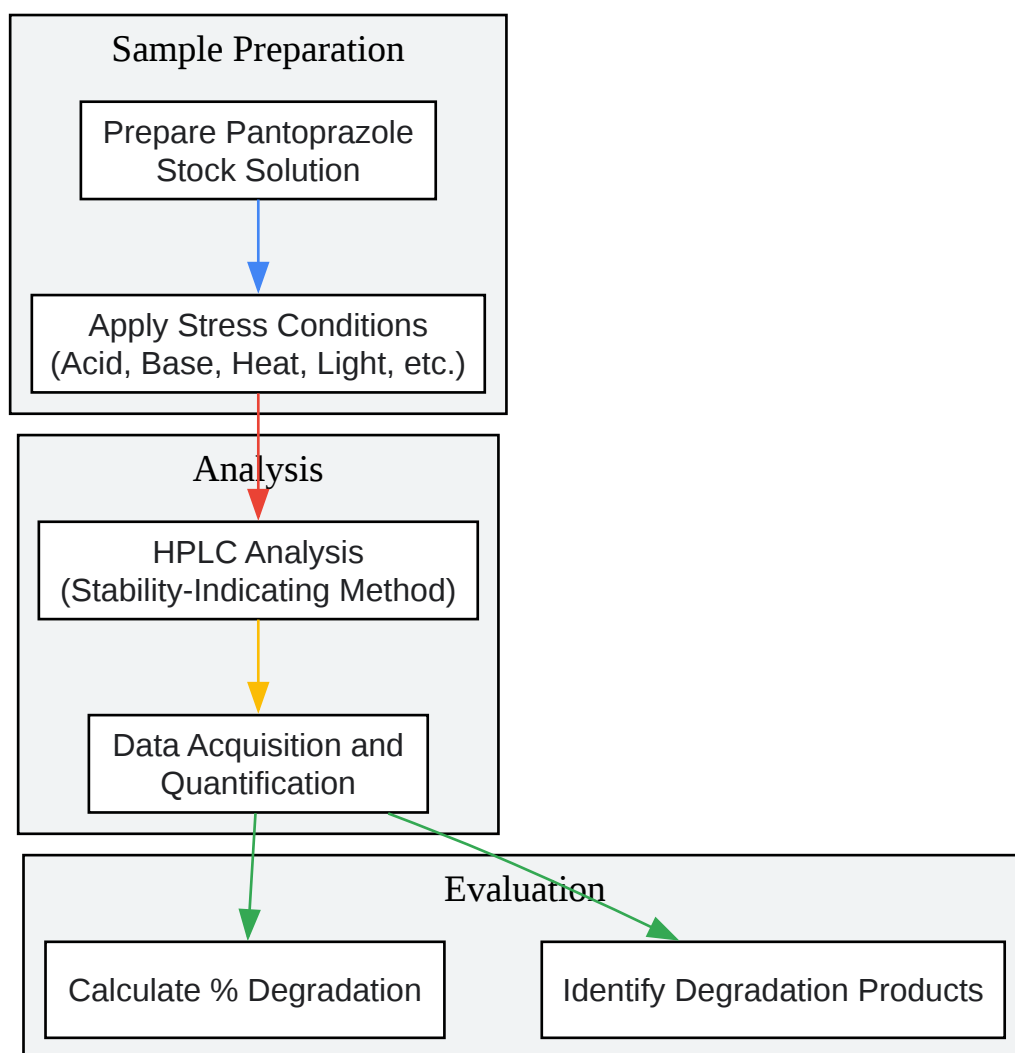 Sample Preparation
Prepare Pantoprazole
Stock Solution
Apply Stress Conditions
(Acid, Base, Heat, Light, etc.)
Analysis
HPLC Analysis
(Stability-Indicating Method)
Data Acquisition and
Quantification
Evaluation
Calculate % Degradation
Identify Degradation Products